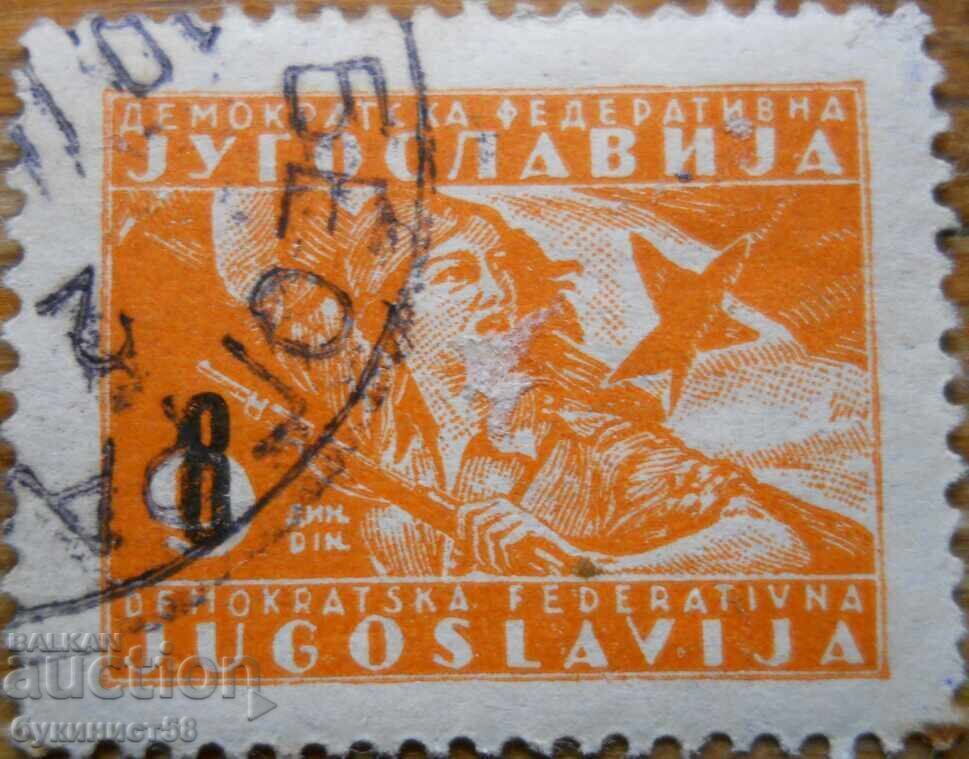 ДЕМОКРАТСКА ФЕДЕРАТИВНА
ЈУГОСЛАВИЈА
8
ДИН.
DIN.
DEMOKRATSKA FEDERATIVNA
JUGOSLAVIJA
BALKAN
auction
букинист58